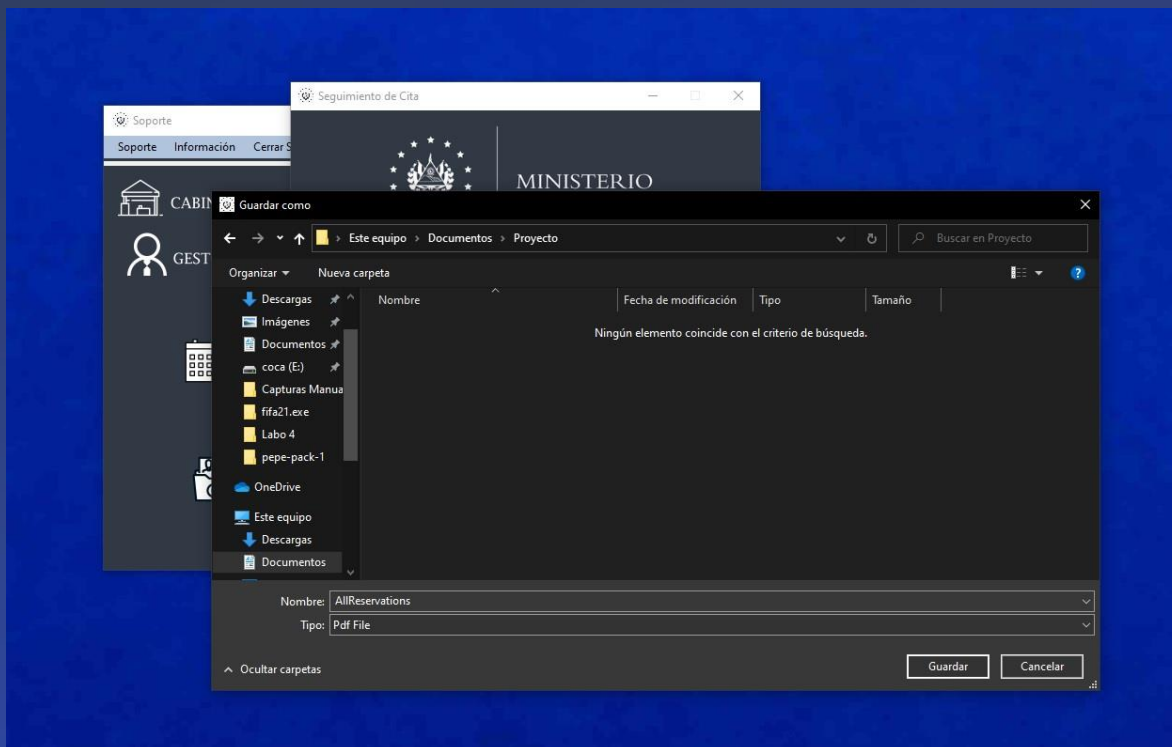 Seguimiento de Cita
Soporte
Soporte Información Cerrar S
MINISTERIO
CABIN
GEST
Guardar como
Este equipo › Documentos › Proyecto
Buscar en Proyecto
Organizar Nueva carpeta
Nombre Fecha de modificación Tipo Tamaño
Ningún elemento coincide con el criterio de búsqueda.
Descargas
Imágenes
Documentos
coca (E:)
Capturas Manua
fifa21.exe
Labo 4
pepe-pack-1
OneDrive
Este equipo
Descargas
Documentos
Nombre: AllReservations
Tipo: Pdf File
Ocultar carpetas
Guardar Cancelar